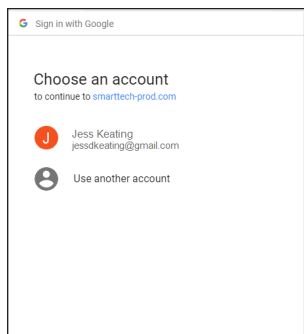 Sign in with Google
Choose an account
to continue to smarttech-prod.com
J
Jess Keating
jessdkeating@gmail.com
Use another account